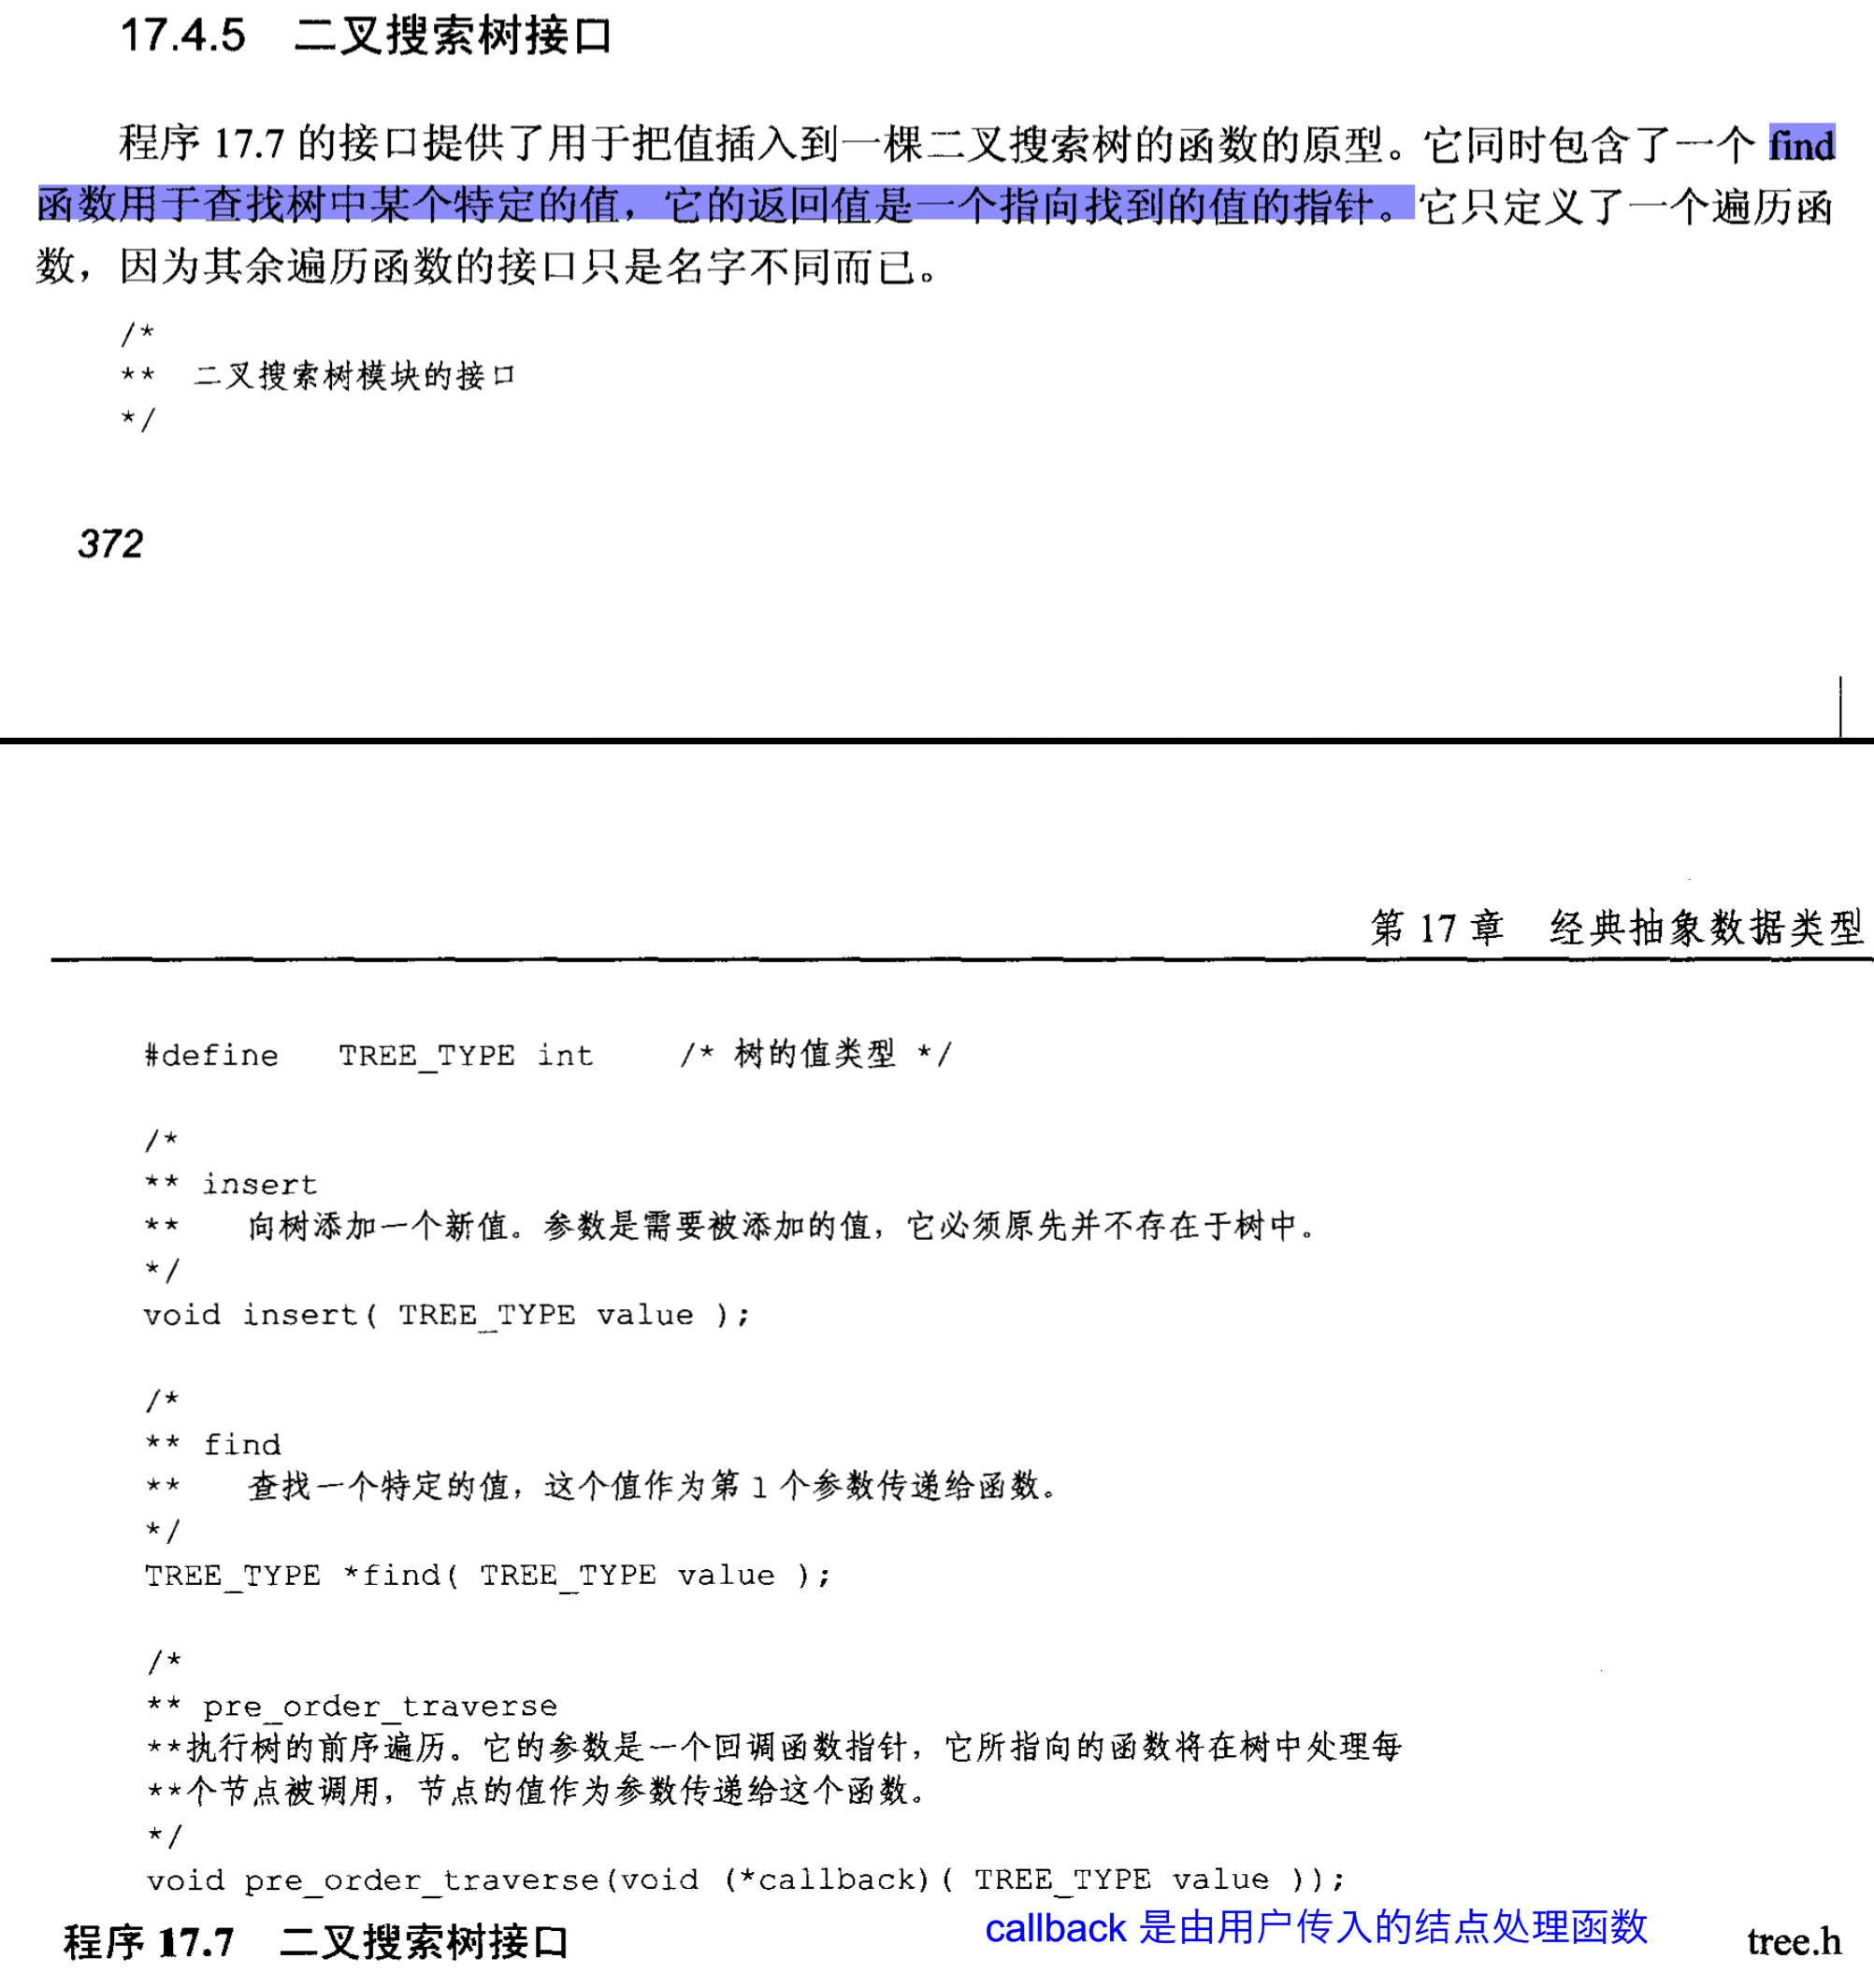 17.4.5 二叉搜索树接口
程序 17.7 的接口提供了用于把值插入到一棵二叉搜索树的函数的原型。它同时包含了一个 find
函数用于查找树中某个特定的值，它的返回值是一个指向找到的值的指针。它只定义了一个遍历函
数，因为其余遍历函数的接口只是名字不同而已。
/*
** 二叉搜索树模块的接口
*/
372
第 17 章 经典抽象数据类型
#define TREE_TYPE int /* 树的值类型 */
/*
** insert
** 向树添加一个新值。参数是需要被添加的值，它必须原先并不存在于树中。
*/
void insert( TREE_TYPE value );
/*
** find
** 查找一个特定的值，这个值作为第 1 个参数传递给函数。
*/
TREE_TYPE *find( TREE_TYPE value );
/*
** pre_order_traverse
**执行树的前序遍历。它的参数是一个回调函数指针，它所指向的函数将在树中处理每
**个节点被调用，节点的值作为参数传递给这个函数。
*/
void pre_order_traverse(void (*callback)( TREE_TYPE value ));
callback 是由用户传入的结点处理函数
程序 17.7 二叉搜索树接口 tree.h